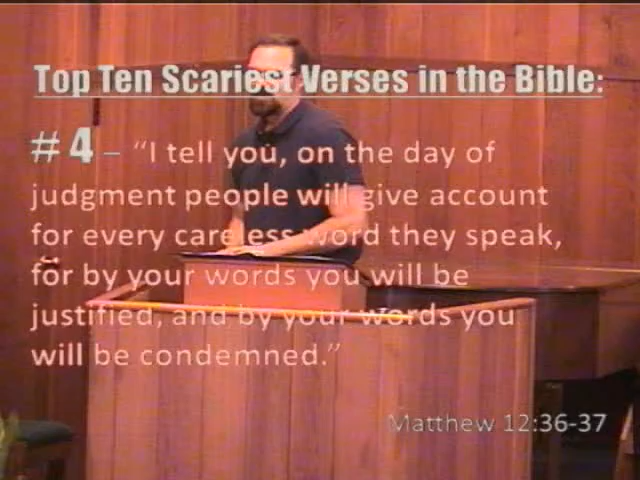 Top Ten Scariest Verses in the Bible:
# 4 – “I tell you, on the day of
judgment people will give account
for every careless word they speak,
for by your words you will be
justified, and by your words you
will be condemned.”
Matthew 12:36-37